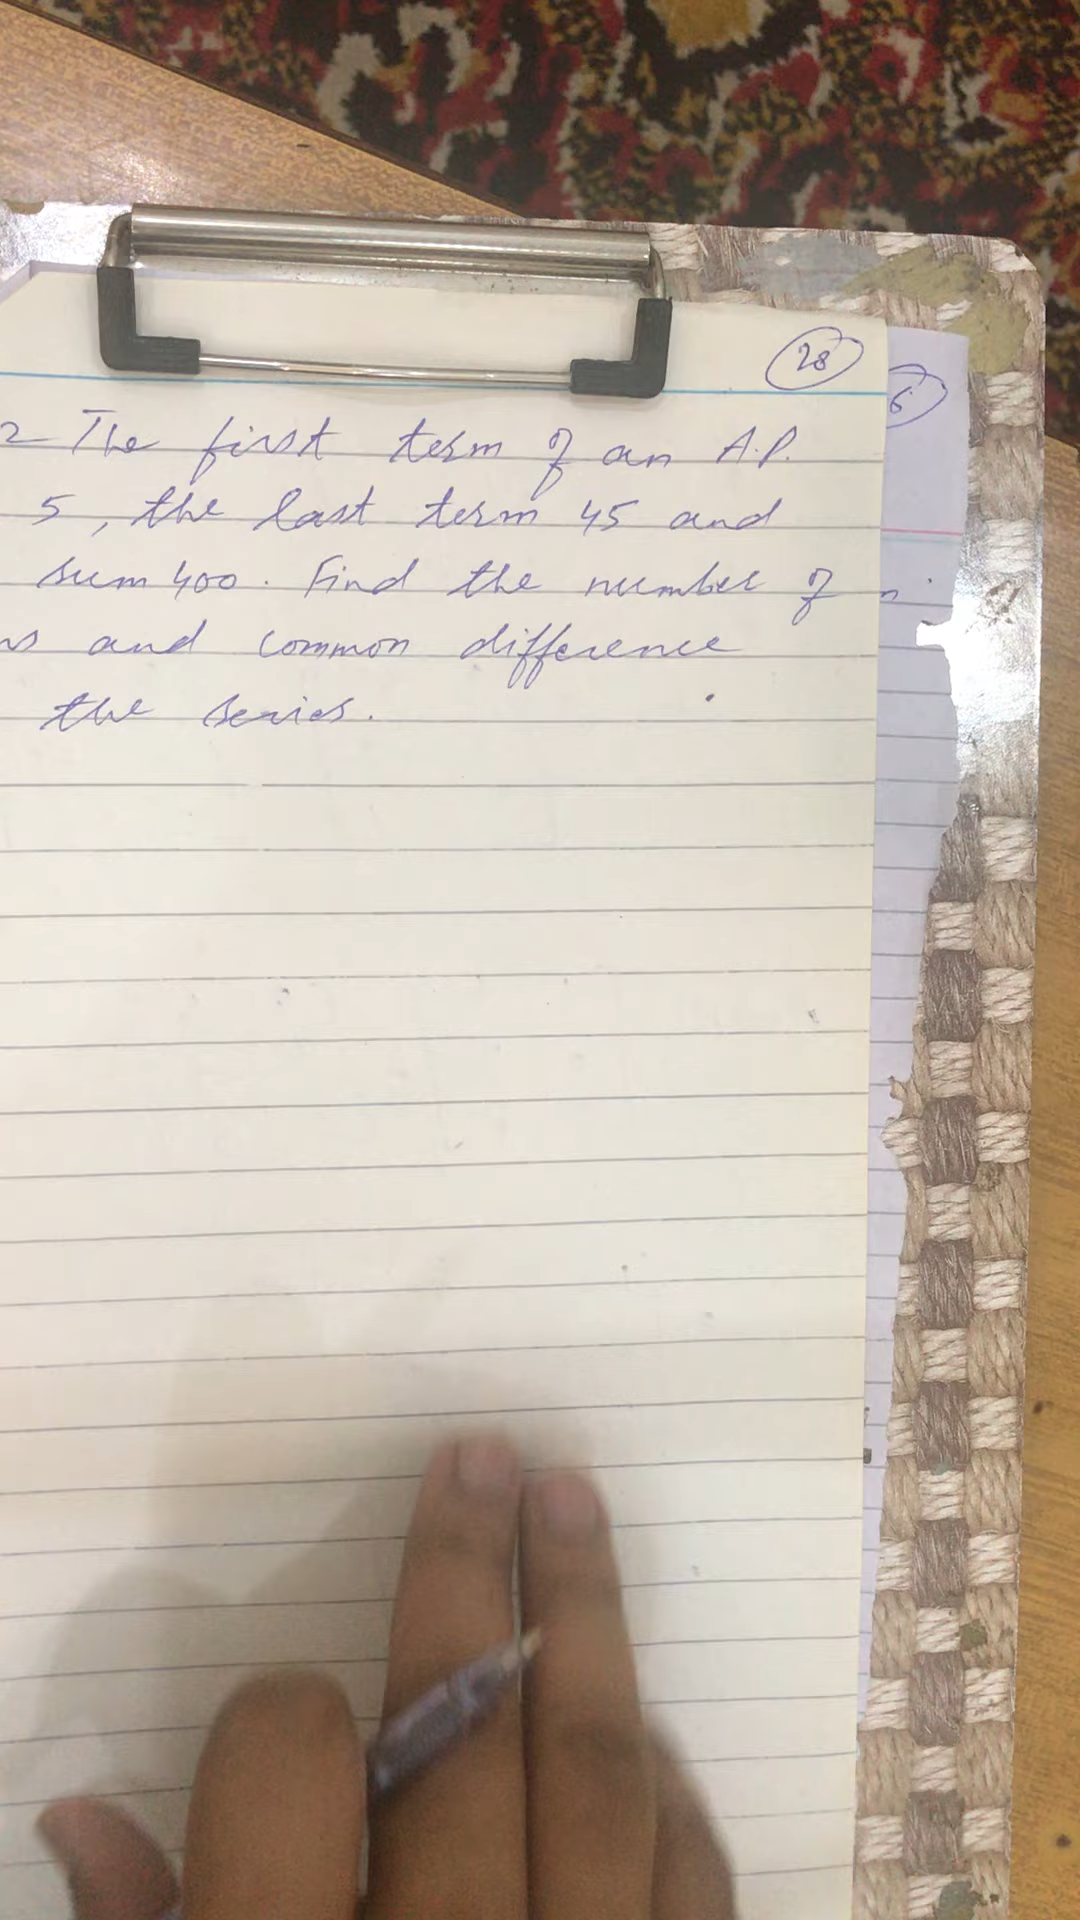 28
6
2 The first term of an A.P.
5, the last term 45 and
sum 400. Find the number of
and common difference
the series.